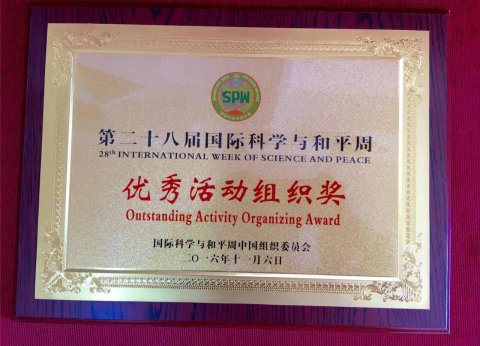 SPW
第二十八届国际科学与和平周
28th INTERNATIONAL WEEK OF SCIENCE AND PEACE
优秀活动组织奖
Outstanding Activity Organizing Award
国际科学与和平周中国组织委员会
二〇一六年十一月六日